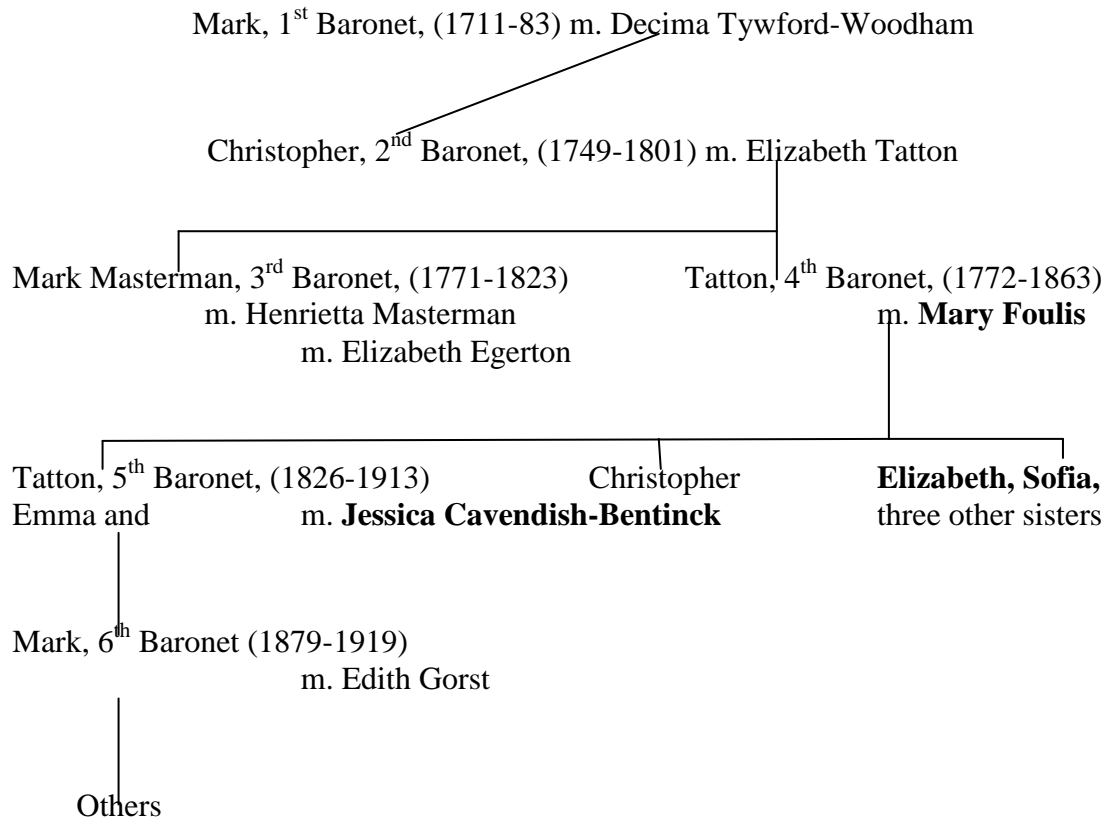 Mark, 1st Baronet, (1711-83) m. Decima Tywford-Woodham
Christopher, 2nd Baronet, (1749-1801) m. Elizabeth Tatton
Mark Masterman, 3rd Baronet, (1771-1823) Tatton, 4th Baronet, (1772-1863)
m. Henrietta Masterman m. Mary Foulis
m. Elizabeth Egerton
Tatton, 5th Baronet, (1826-1913) Christopher Elizabeth, Sofia,
Emma and m. Jessica Cavendish-Bentinck three other sisters
Mark, 6th Baronet (1879-1919)
m. Edith Gorst
Others